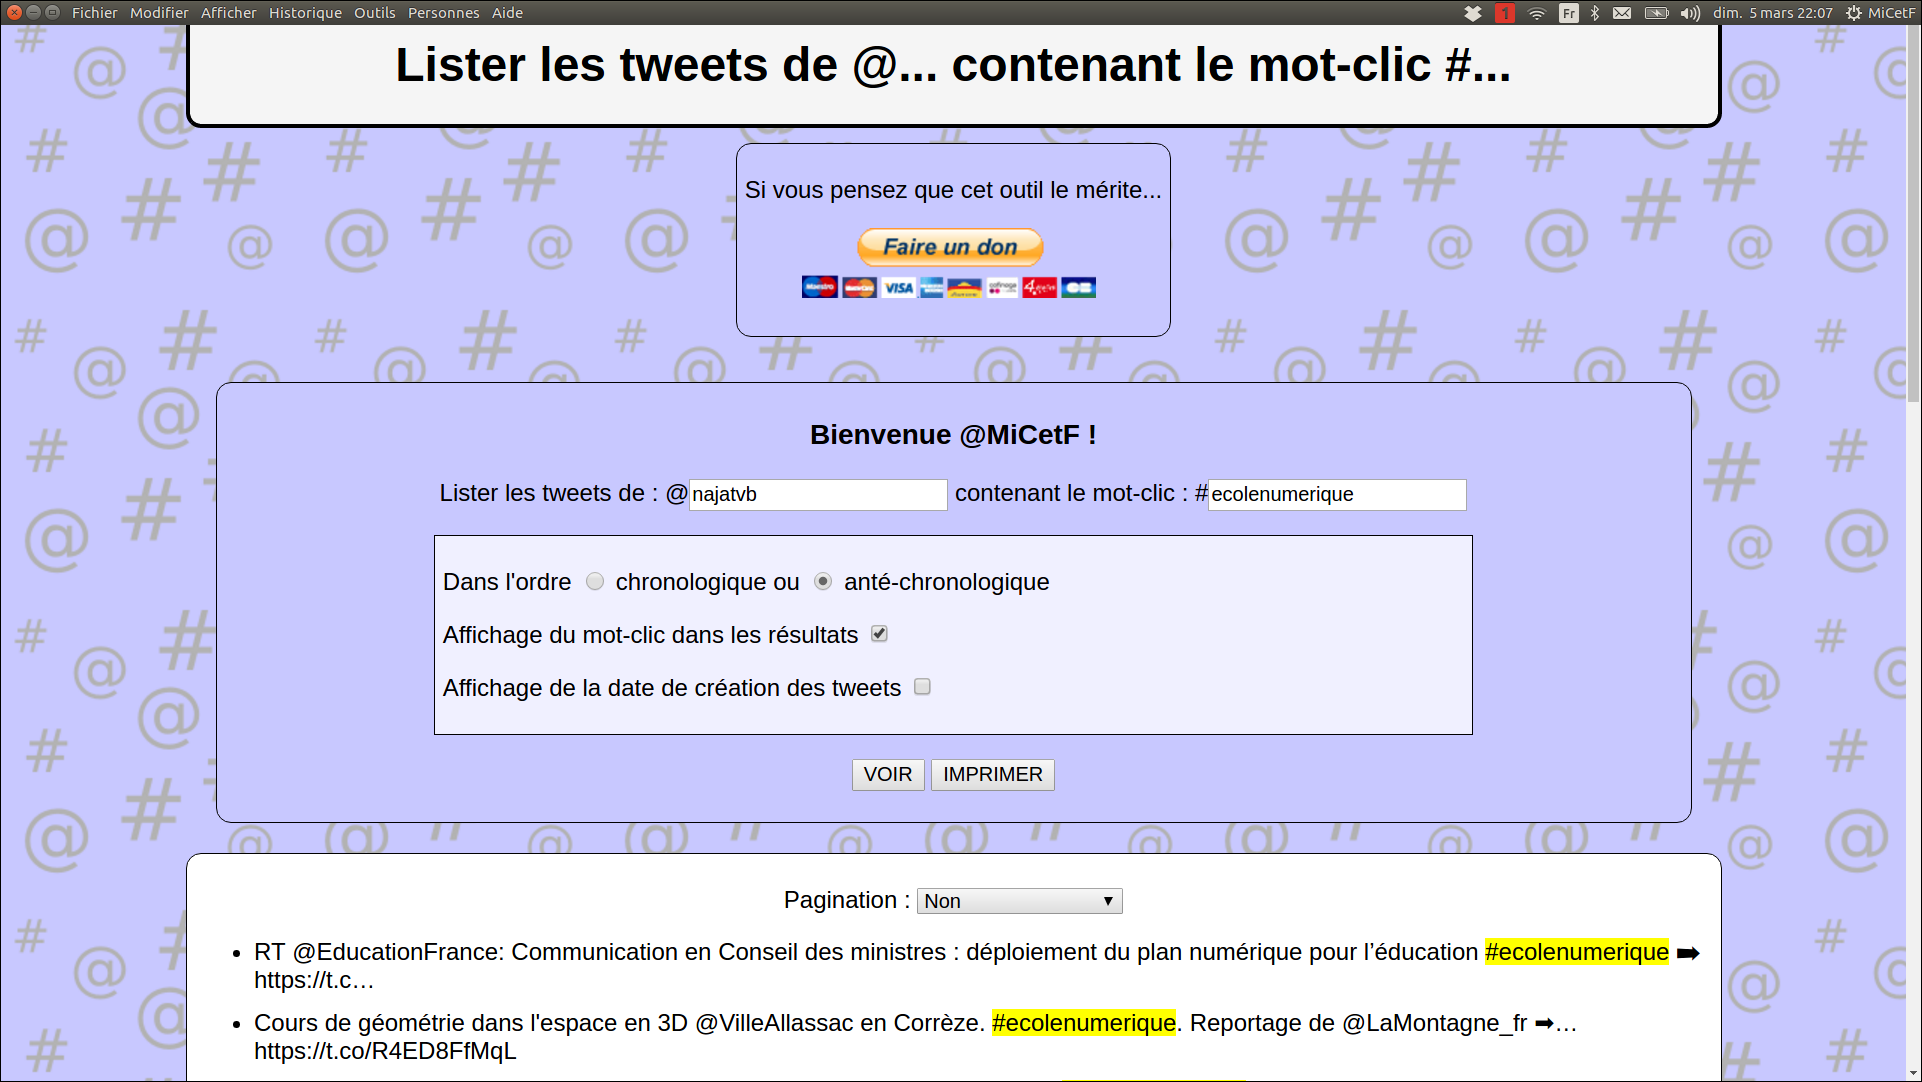 Fichier Modifier Afficher Historique Outils Personnes Aide
1 Fr dim. 5 mars 22:07 MiCetF
Lister les tweets de @... contenant le mot-clic #...
Si vous pensez que cet outil le mérite...
Faire un don
Maestro MasterCard VISA
Bienvenue @MiCetF !
Lister les tweets de : @najatvb contenant le mot-clic : #ecolenumerique
Dans l'ordre chronologique ou anté-chronologique
Affichage du mot-clic dans les résultats
Affichage de la date de création des tweets
VOIR IMPRIMER
Pagination : Non
• RT @EducationFrance: Communication en Conseil des ministres : déploiement du plan numérique pour l’éducation #ecolenumerique ➡
https://t.c…
• Cours de géométrie dans l'espace en 3D @VilleAllassac en Corrèze. #ecolenumerique. Reportage de @LaMontagne_fr ➡…
https://t.co/R4ED8FfMqL